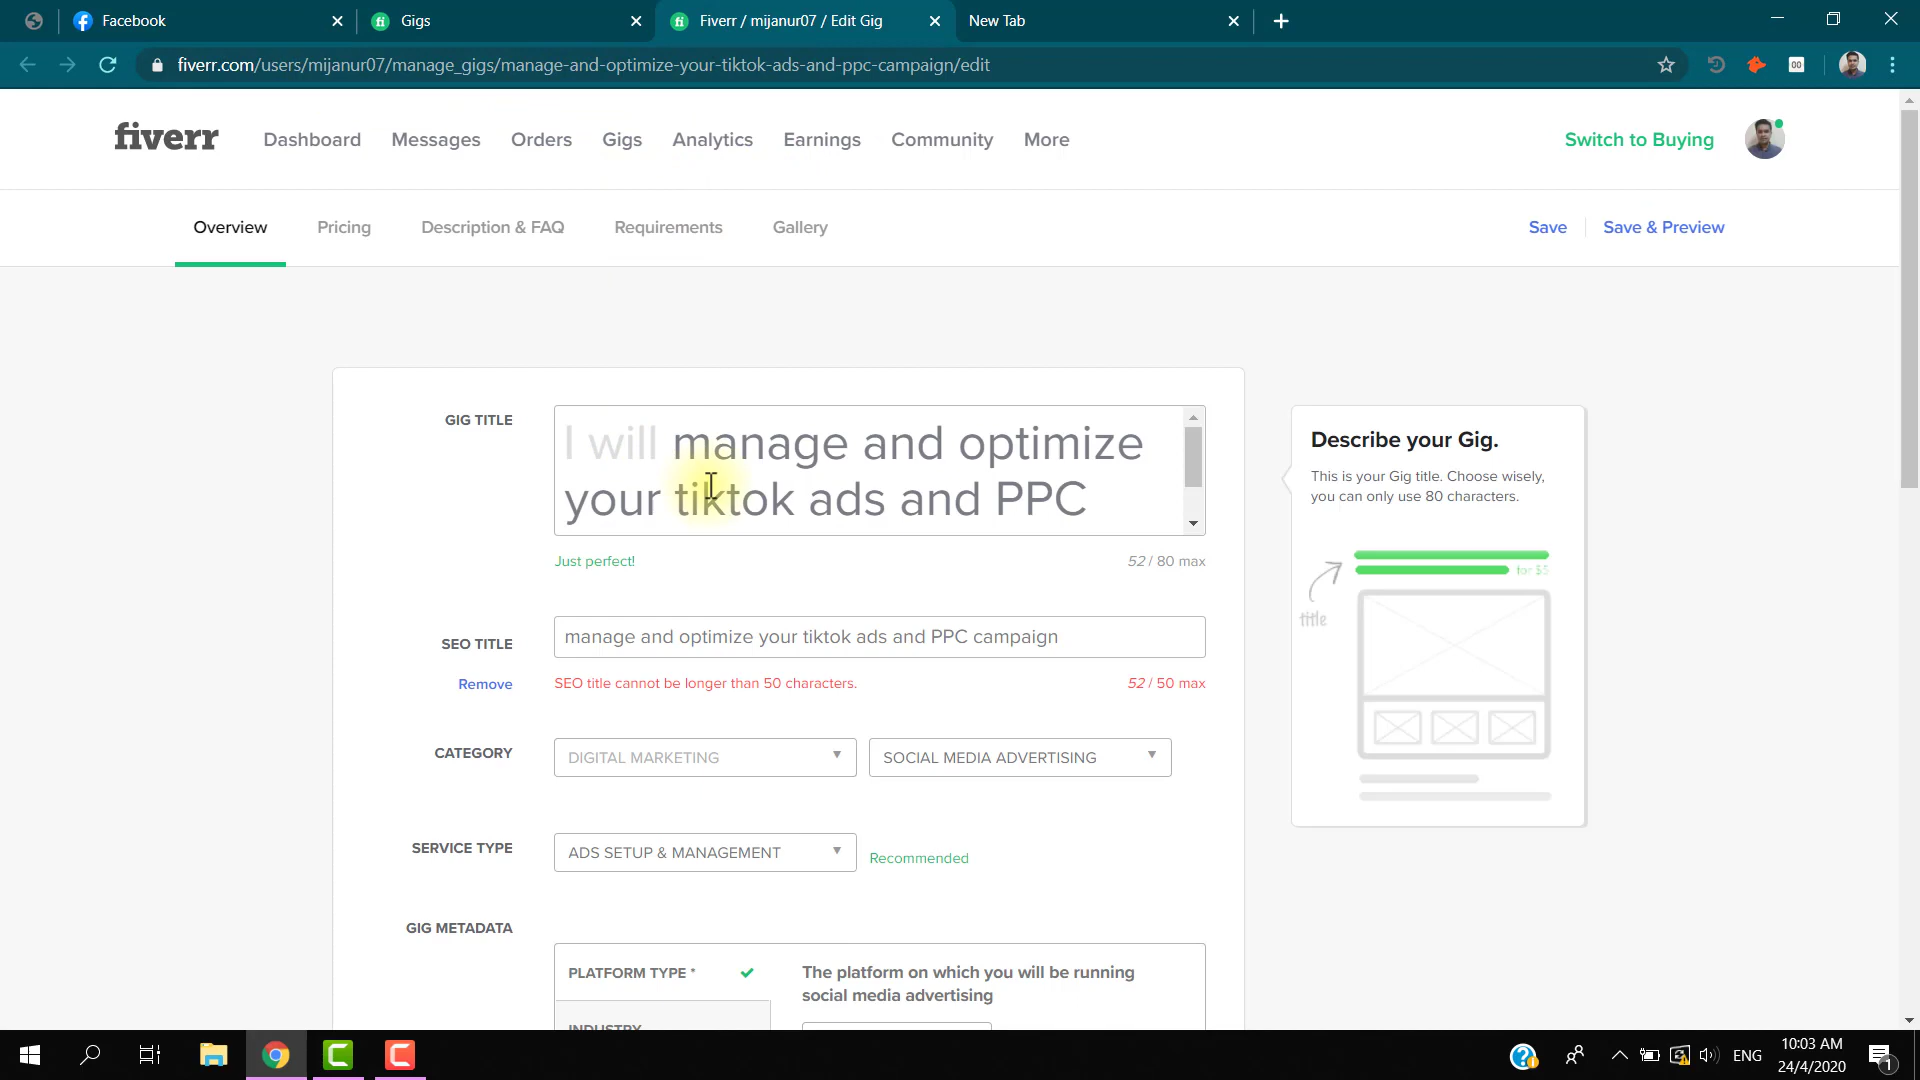 Facebook
Gigs
Fiverr / mijanur07 / Edit Gig
New Tab
fiverr.com/users/mijanur07/manage_gigs/manage-and-optimize-your-tiktok-ads-and-ppc-campaign/edit
fiverr
Dashboard
Messages
Orders
Gigs
Analytics
Earnings
Community
More
Switch to Buying
Overview
Pricing
Description & FAQ
Requirements
Gallery
Save
Save & Preview
GIG TITLE
I will manage and optimize
your tiktok ads and PPC
Just perfect!
52 / 80 max
Describe your Gig.
This is your Gig title. Choose wisely,
you can only use 80 characters.
for $5
title
SEO TITLE
manage and optimize your tiktok ads and PPC campaign
Remove
SEO title cannot be longer than 50 characters.
52 / 50 max
CATEGORY
DIGITAL MARKETING
SOCIAL MEDIA ADVERTISING
SERVICE TYPE
ADS SETUP & MANAGEMENT
Recommended
GIG METADATA
PLATFORM TYPE *
The platform on which you will be running
social media advertising
INDUSTRY
ENG
10:03 AM
24/4/2020
1